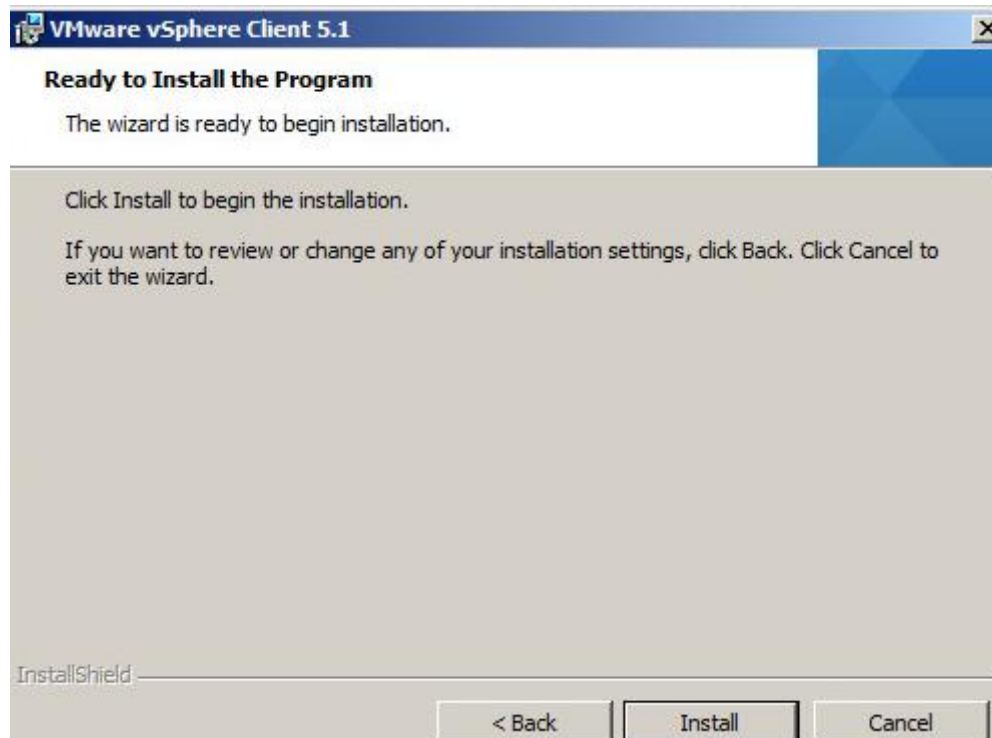 VMware vSphere Client 5.1
Ready to Install the Program
The wizard is ready to begin installation.
Click Install to begin the installation.
If you want to review or change any of your installation settings, click Back. Click Cancel to
exit the wizard.
InstallShield
< Back Install Cancel